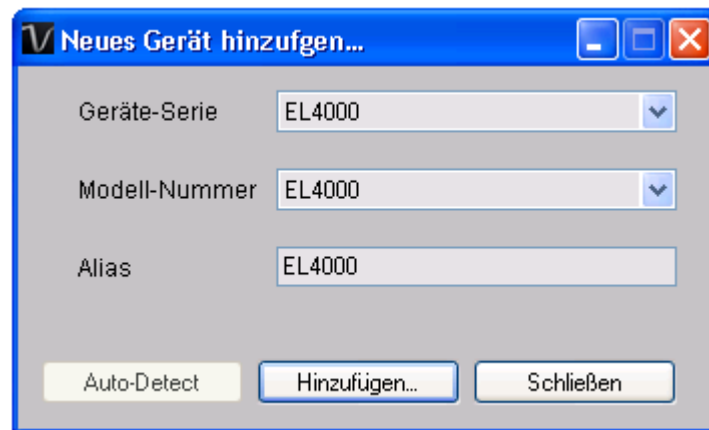 Neues Gerät hinzufgen...
Geräte-Serie EL4000
Modell-Nummer EL4000
Alias EL4000
Auto-Detect Hinzufügen... Schließen